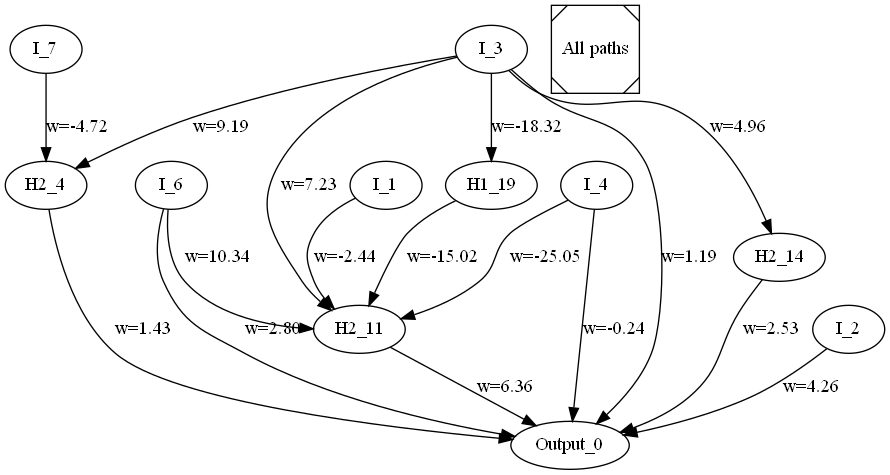 I_7
I_3
All paths
w=-4.72
w=9.19
w=-18.32
w=4.96
H2_4
I_6
I_1
H1_19
I_4
w=7.23
w=10.34
w=-2.44
w=-15.02
w=-25.05
w=1.19
H2_14
w=1.43
w=2.80
H2_11
w=-0.24
w=2.53
I_2
w=6.36
w=4.26
Output_0